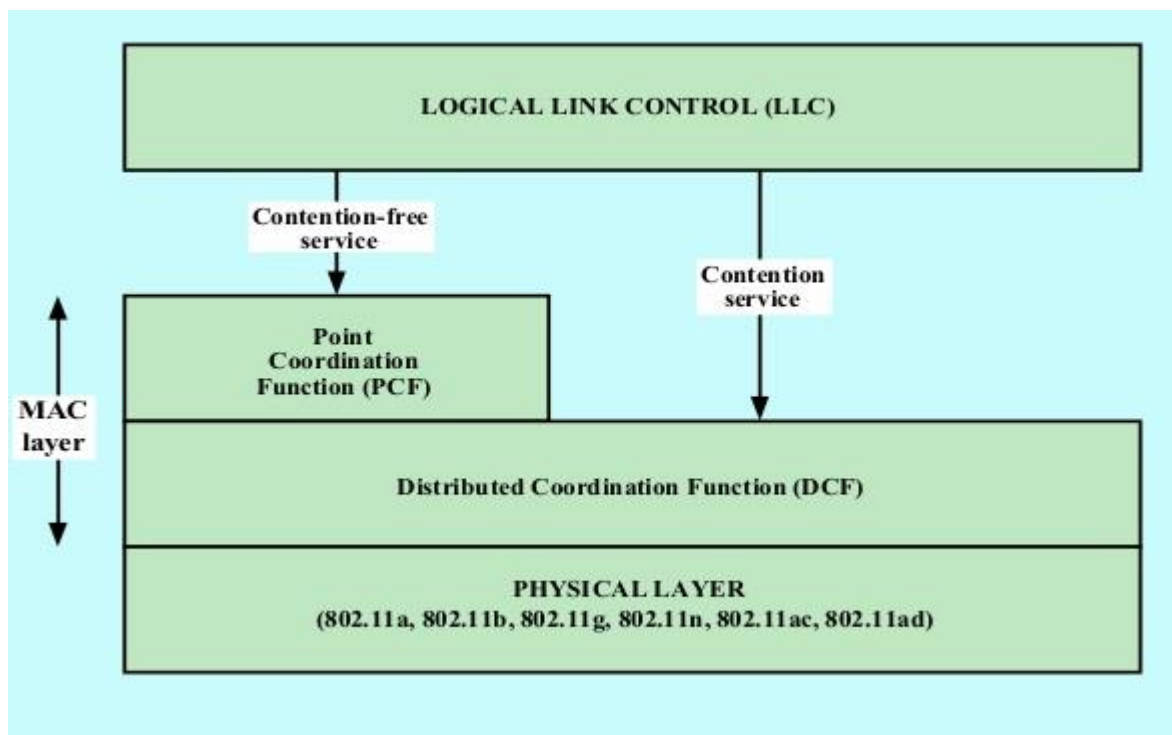 LOGICAL LINK CONTROL (LLC)
Contention-free
service
Contention
service
Point
Coordination
Function (PCF)
MAC
layer
Distributed Coordination Function (DCF)
PHYSICAL LAYER
(802.11a, 802.11b, 802.11g, 802.11n, 802.11ac, 802.11ad)